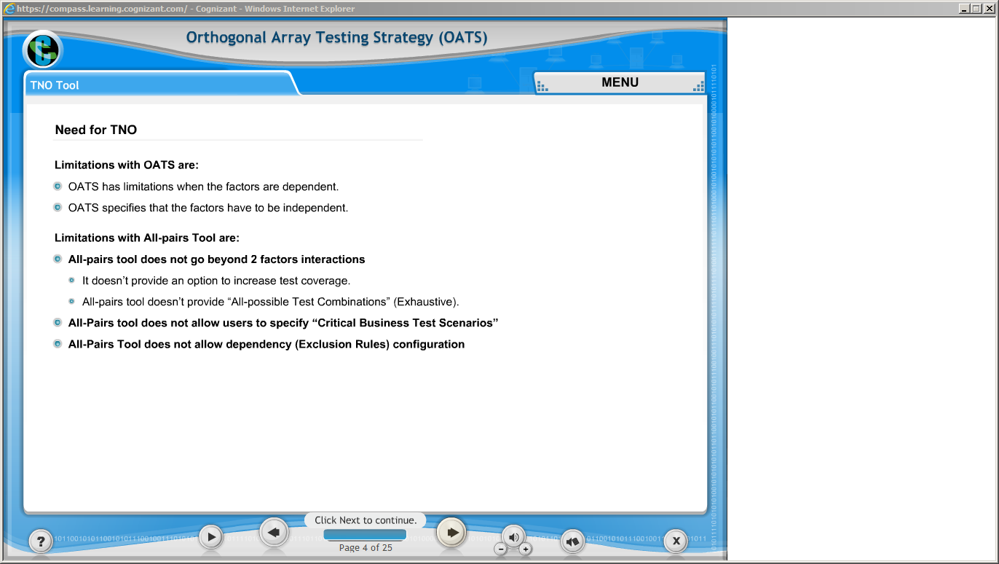 https://compass.learning.cognizant.com/ - Cognizant - Windows Internet Explorer
Orthogonal Array Testing Strategy (OATS)
TNO Tool
MENU
Need for TNO
Limitations with OATS are:
OATS has limitations when the factors are dependent.
OATS specifies that the factors have to be independent.
Limitations with All-pairs Tool are:
All-pairs tool does not go beyond 2 factors interactions
It doesn’t provide an option to increase test coverage.
All-pairs tool doesn’t provide “All-possible Test Combinations” (Exhaustive).
All-Pairs tool does not allow users to specify “Critical Business Test Scenarios”
All-Pairs Tool does not allow dependency (Exclusion Rules) configuration
Click Next to continue.
Page 4 of 25
?
- +
X